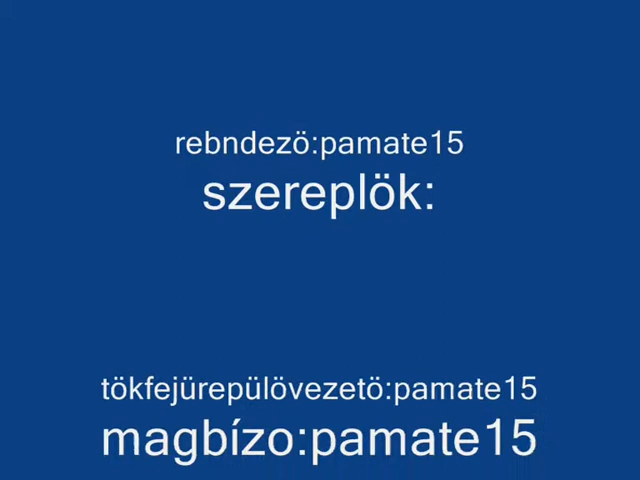 rebndezö:pamate15
szereplök:
tökfejürepülövezetö:pamate15
magbízo:pamate15